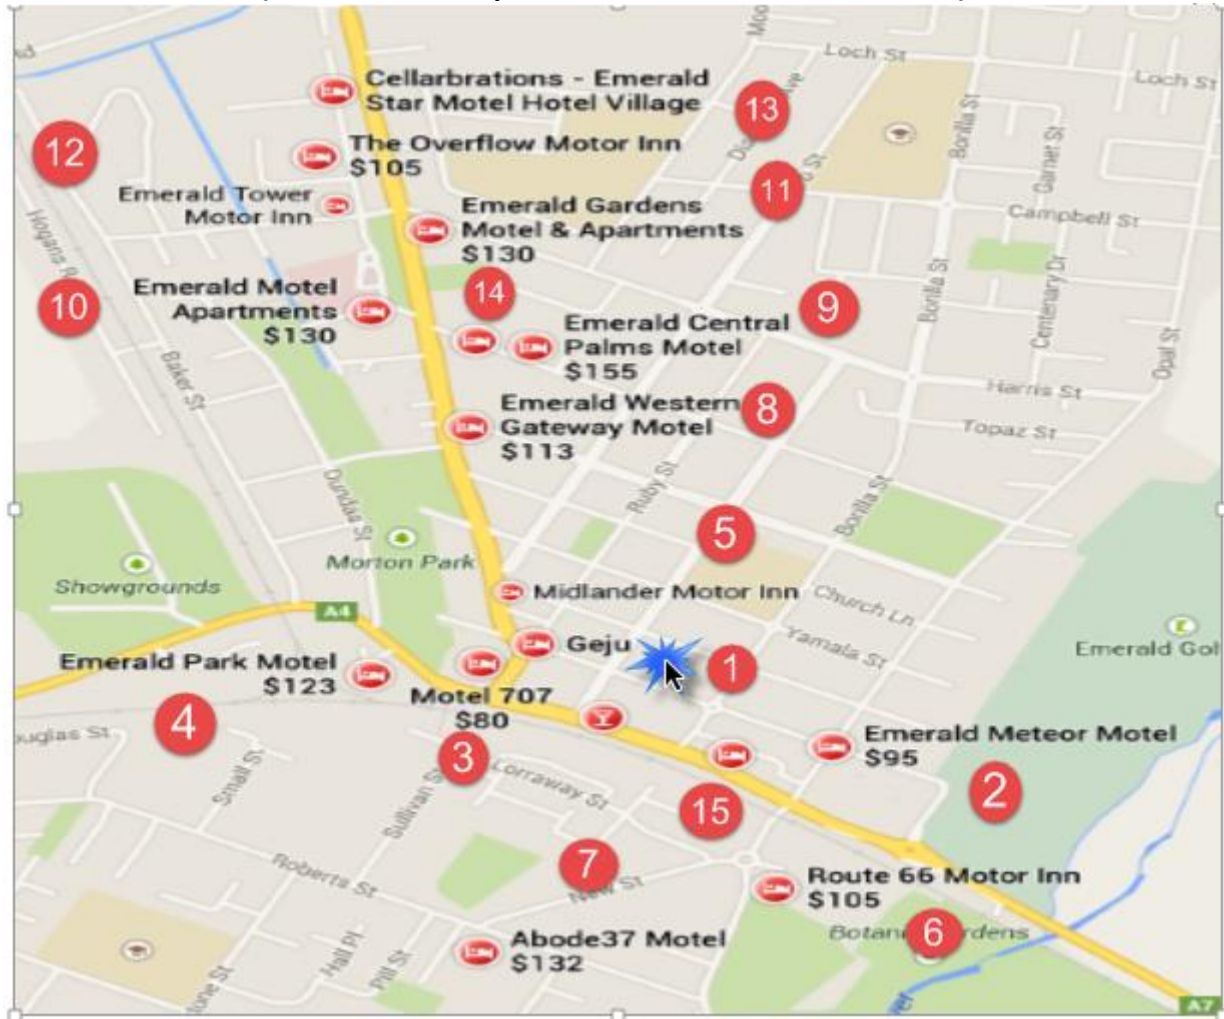 Loch St
Loch St
Cellarbrations - Emerald
Star Motel Hotel Village
13
12
The Overflow Motor Inn
$105
Borilla St
Garnet St
Emerald Tower
Motor Inn
11
Emerald Gardens
Motel & Apartments
$130
Campbell St
Emerald Motel
Apartments
$130
14
10
9
Borilla St
Centenary Dr
Emerald Central
Palms Motel
$155
Opal St
Baker St
Harris St
Emerald Western
Gateway Motel
$113
8
Topaz St
Ruby St
Borilla St
Dundas St
5
Morton Park
Showgrounds
Midlander Motor Inn
Church Ln
A4
Yamala St
Geju
Emerald Park Motel
$123
1
Motel 707
$80
4
3
Emerald Meteor Motel
$95
Small St
Sullivan St
Lorraway St
2
15
7
Roberts St
New St
Route 66 Motor Inn
$105
6
Hall Pl
Pill St
Abode37 Motel
$132
A7